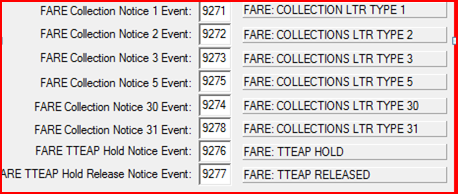 FARE Collection Notice 1 Event: 9271 FARE: COLLECTION LTR TYPE 1
FARE Collection Notice 2 Event: 9272 FARE: COLLECTIONS LTR TYPE 2
FARE Collection Notice 3 Event: 9273 FARE: COLLECTIONS LTR TYPE 3
FARE Collection Notice 5 Event: 9275 FARE: COLLECTIONS LTR TYPE 5
FARE Collection Notice 30 Event: 9274 FARE: COLLECTIONS LTR TYPE 30
FARE Collection Notice 31 Event: 9278 FARE: COLLECTIONS LTR TYPE 31
FARE TTEAP Hold Notice Event: 9276 FARE: TTEAP HOLD
ARE TTEAP Hold Release Notice Event: 9277 FARE: TTEAP RELEASED